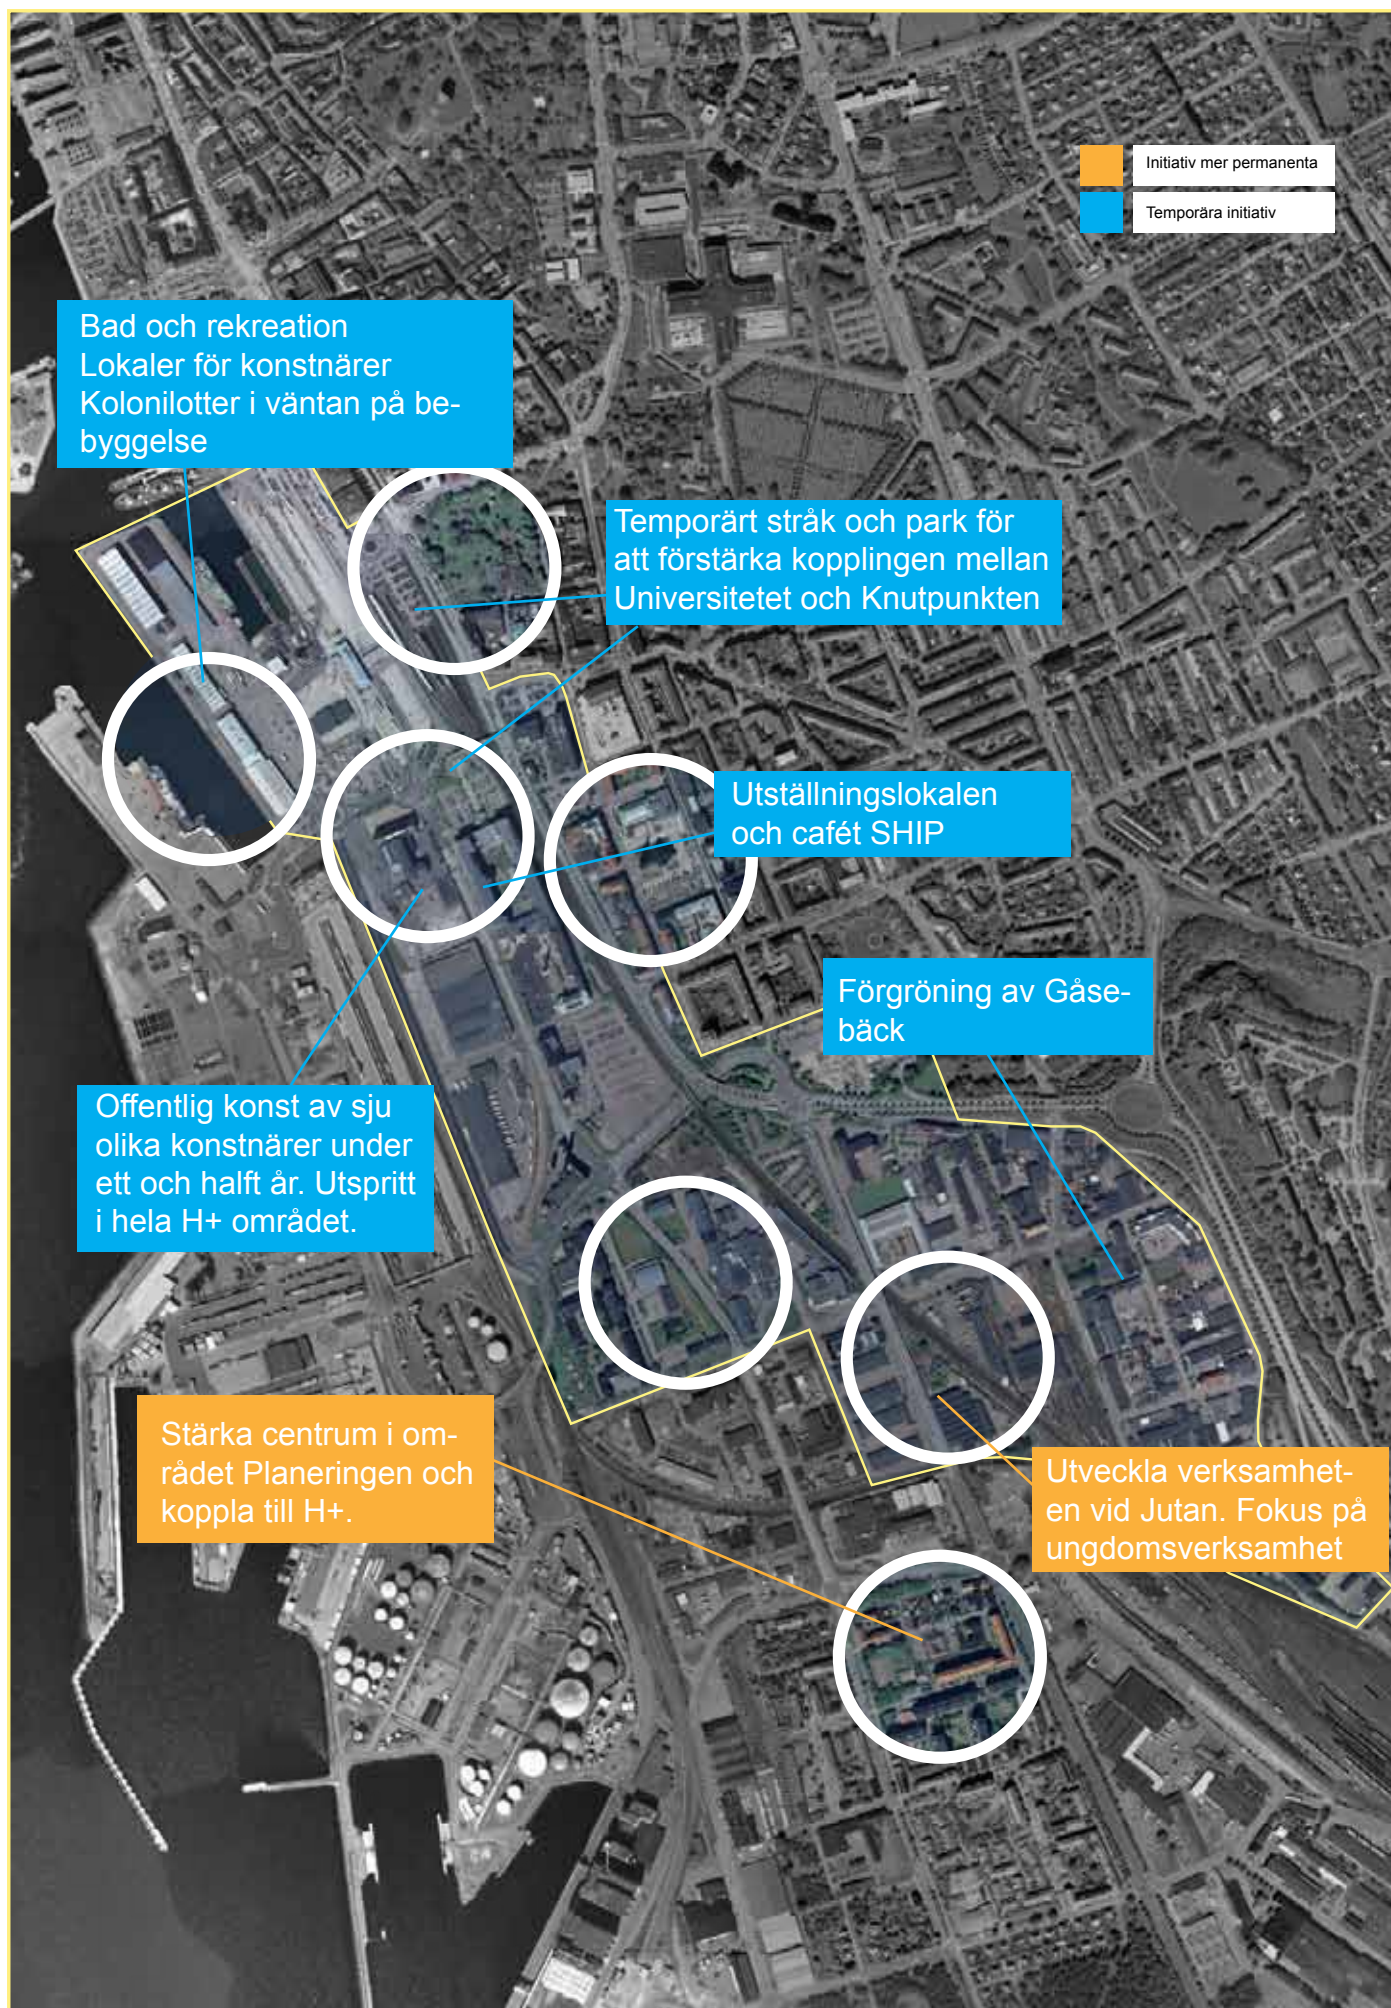 Initiativ mer permanenta
Temporära initiativ
Bad och rekreation
Lokaler för konstnärer
Kolonilotter i väntan på be-
byggelse
Temporärt stråk och park för
att förstärka kopplingen mellan
Universitetet och Knutpunkten
Utställningslokalen
och cafét SHIP
Förgröning av Gåse-
bäck
Offentlig konst av sju
olika konstnärer under
ett och halft år. Utspritt
i hela H+ området.
Stärka centrum i om-
rådet Planeringen och
koppla till H+.
Utveckla verksamhet-
en vid Jutan. Fokus på
ungdomsverksamhet